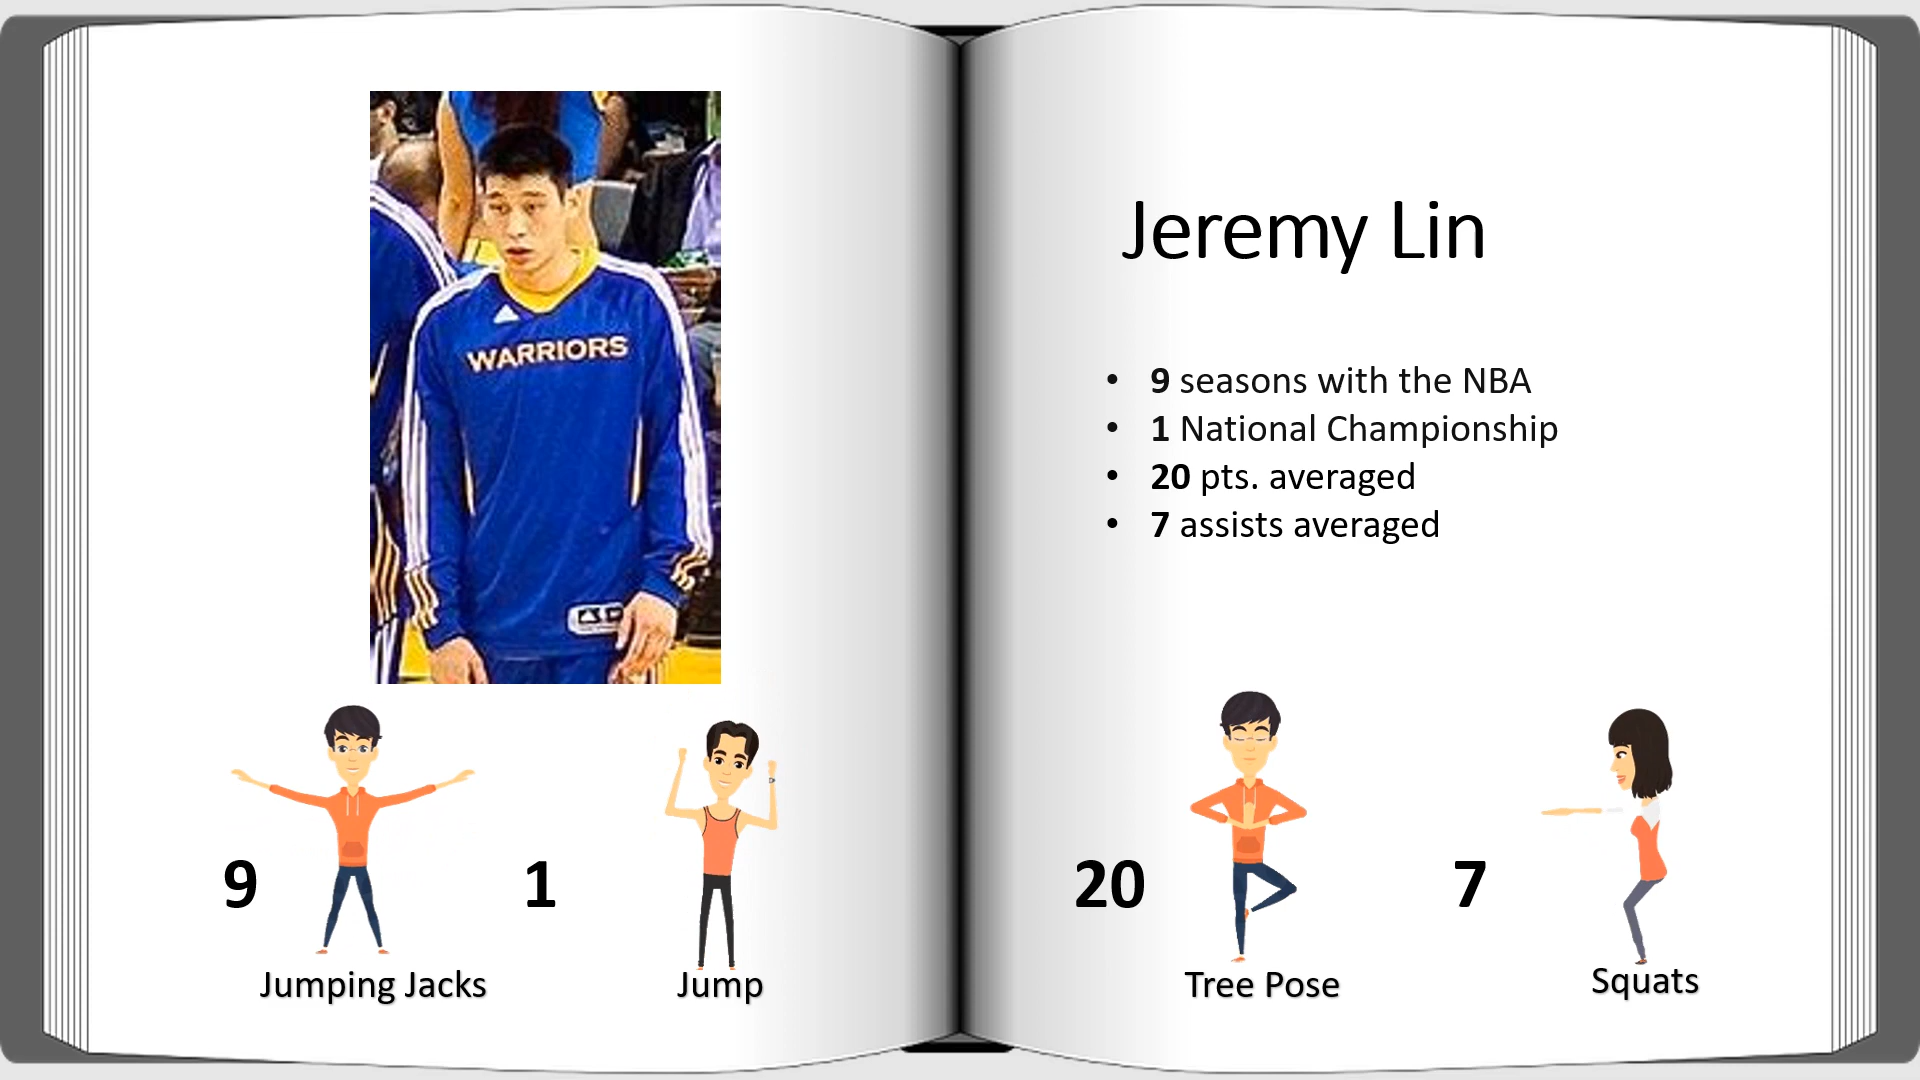 WARRIORS
Jeremy Lin
• 9 seasons with the NBA
• 1 National Championship
• 20 pts. averaged
• 7 assists averaged
9
Jumping Jacks
1
Jump
20
Tree Pose
7
Squats